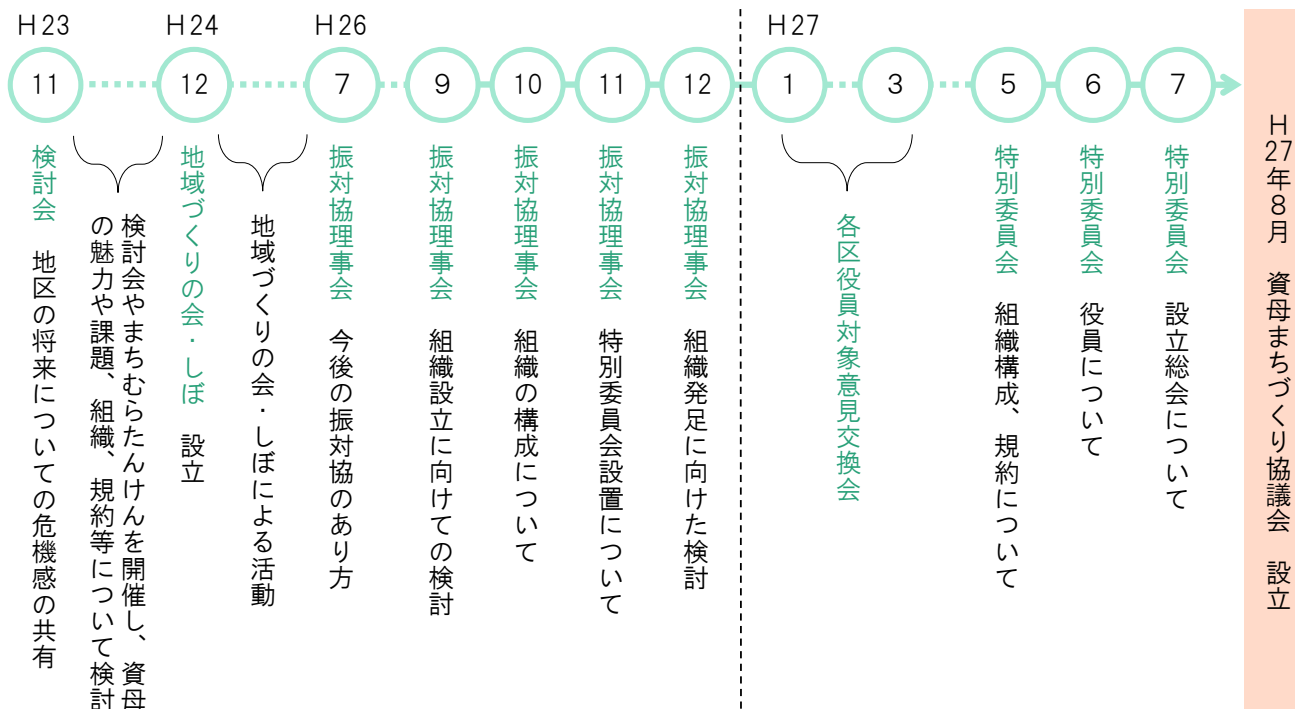 H23
11
検討会　地区の将来についての危機感の共有
検討会やまちむらたんけんを開催し、資母
の魅力や課題、組織、規約等について検討
H24
12
地域づくりの会・しぼ　設立
地域づくりの会・しぼによる活動
H26
7
振対協理事会　今後の振対協のあり方
9
振対協理事会　組織設立に向けての検討
10
振対協理事会　組織の構成について
11
振対協理事会　特別委員会設置について
12
振対協理事会　組織発足に向けた検討
H27
1
3
各区役員対象意見交換会
5
特別委員会　組織構成、規約について
6
特別委員会　役員について
7
特別委員会　設立総会について
H27年8月　資母まちづくり協議会　設立